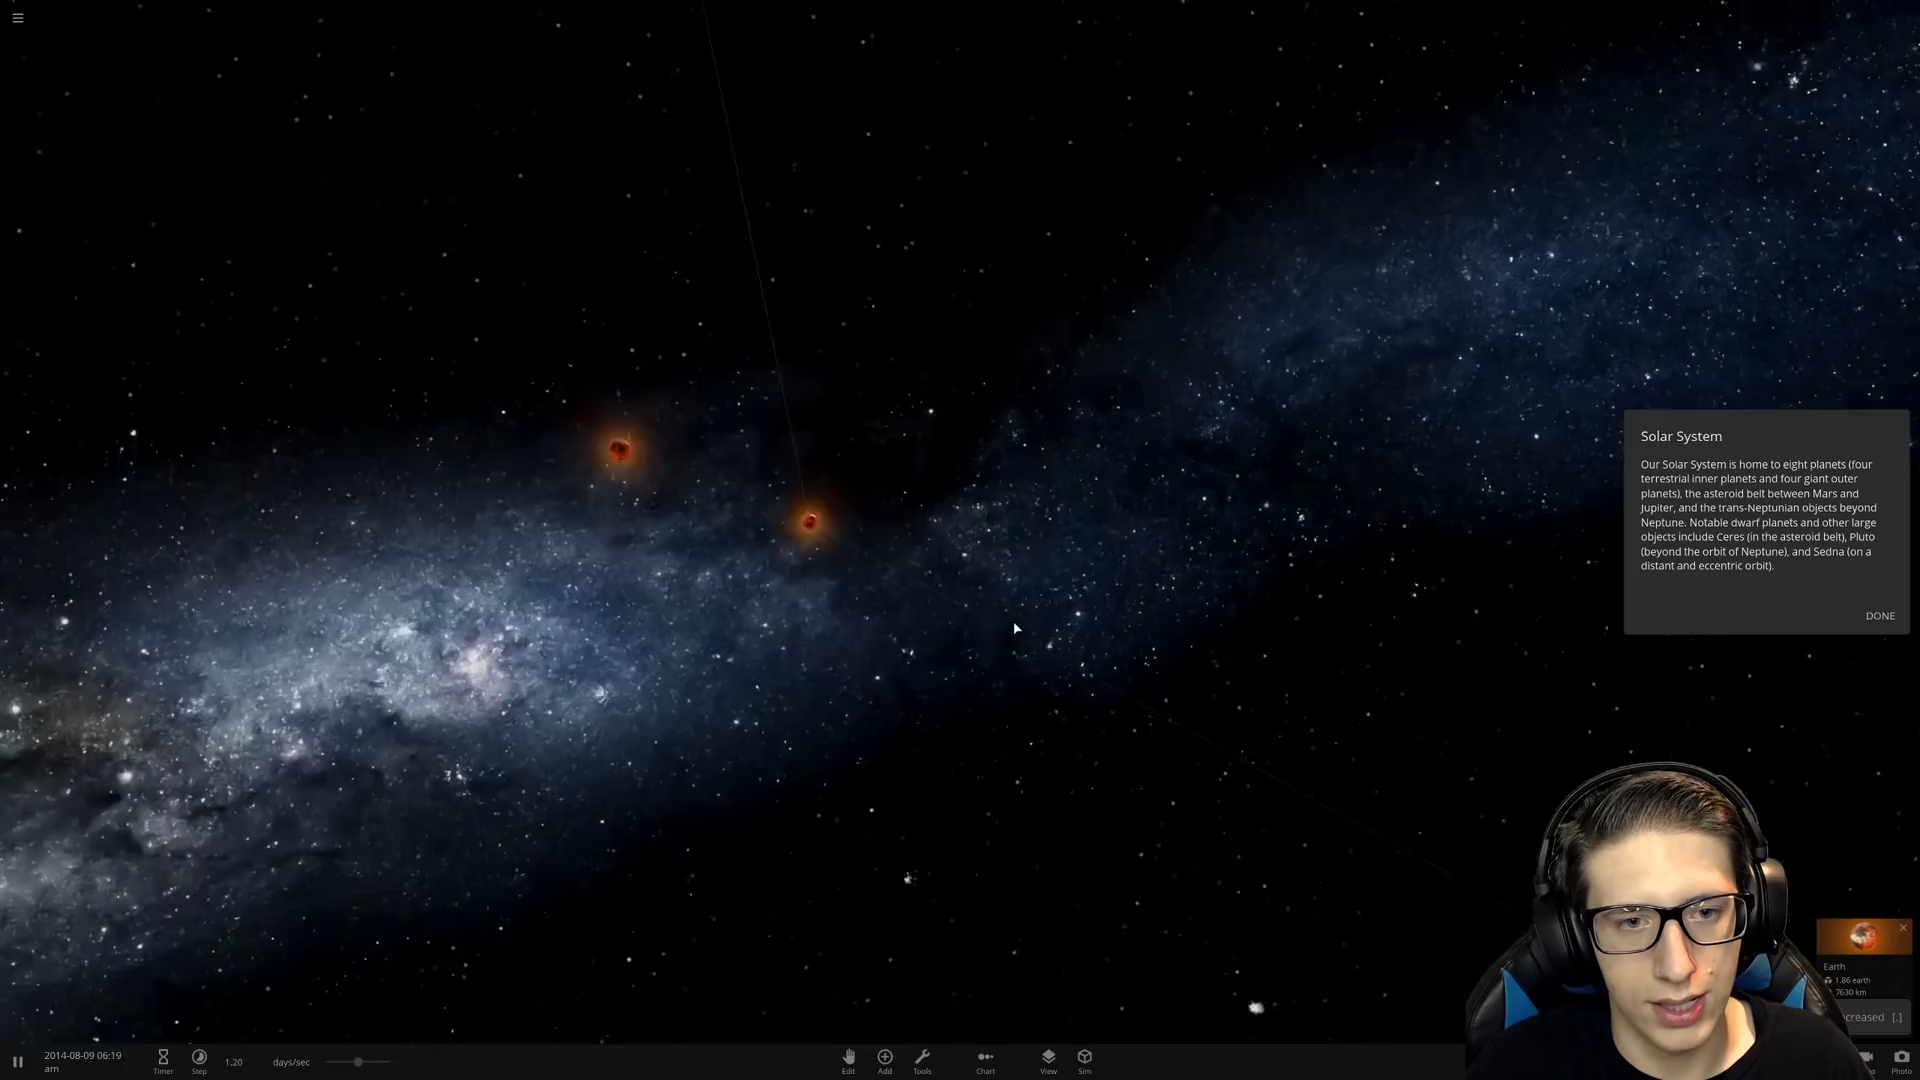 Solar System
Our Solar System is home to eight planets (four
terrestrial inner planets and four giant outer
planets), the asteroid belt between Mars and
Jupiter, and the trans-Neptunian objects beyond
Neptune. Notable dwarf planets and other large
objects include Ceres (in the asteroid belt), Pluto
(beyond the orbit of Neptune), and Sedna (on a
distant and eccentric orbit).
DONE
Earth
1.86 earth
7630 km
creased [.]
2014-08-09 06:19
am
Timer
Step
1.20
days/sec
Edit
Add
Tools
Chart
View
Sim
Photo